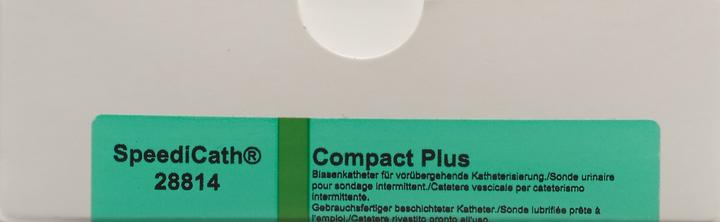 SpeediCath®
28814
Compact Plus
Blasenkatheter für vorübergehende Katheterisierung./Sonde urinaire
pour sondage intermittent./Catetere vescicale per cateterismo
intermittente.
Gebrauchsfertiger beschichteter Katheter./Sonde lubrifiée prête à
l'emploi./Catetere rivestito pronto all'uso.